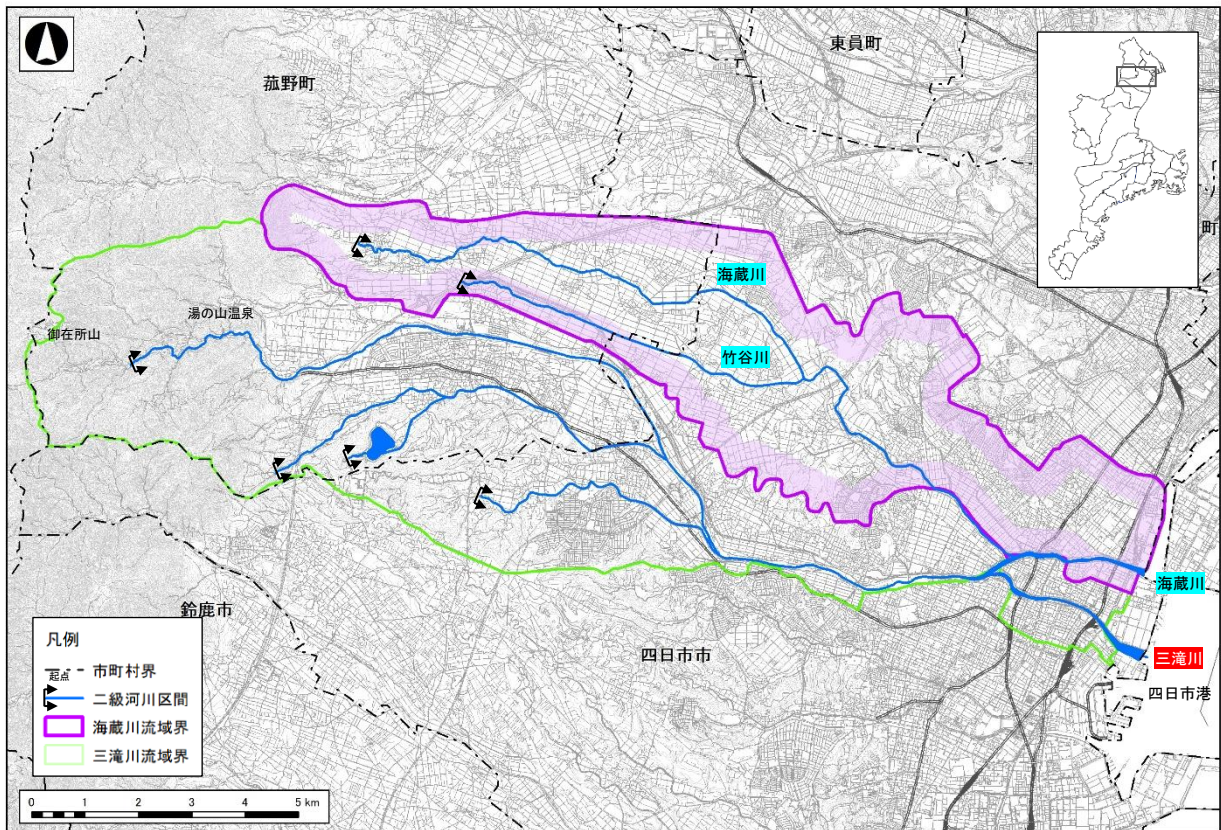 東員町
菰野町
町
海蔵川
湯の山温泉
御在所山
竹谷川
海蔵川
鈴鹿市
四日市市
三滝川
四日市港
凡例
市町村界
起点
二級河川区間
海蔵川流域界
三滝川流域界
0 1 2 3 4 5 km